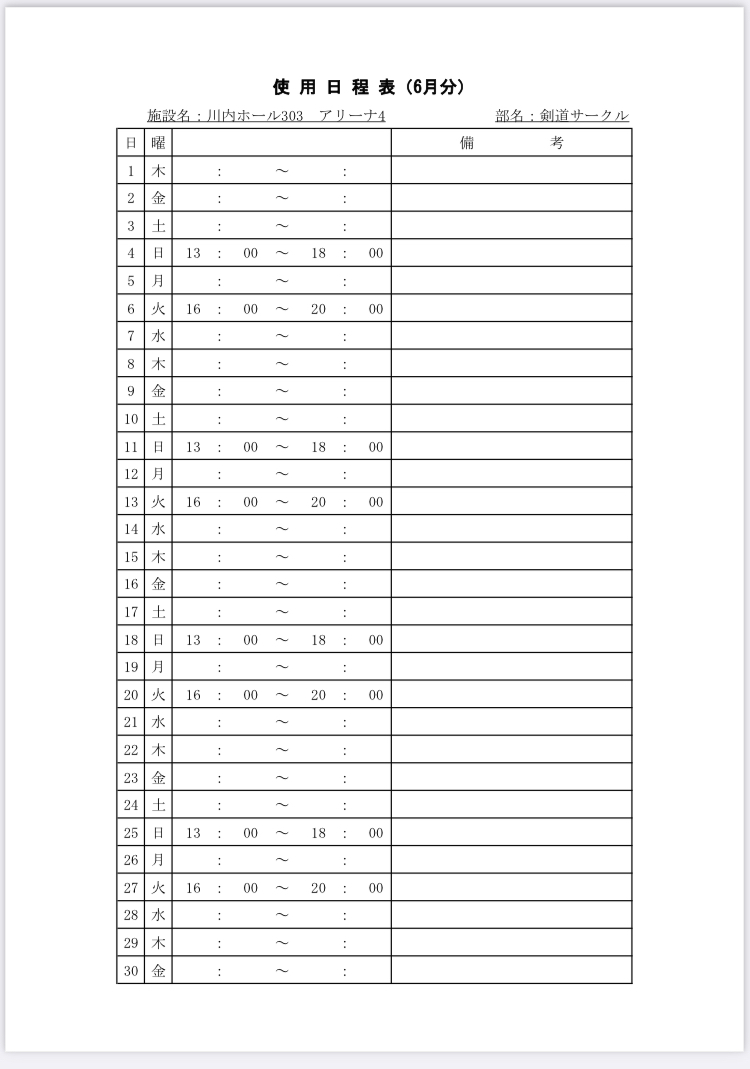 使 用 日 程 表（6月分）
施設名：川内ホール303　アリーナ4　部名：剣道サークル
日 曜 備 考
1 木 : ～ :
2 金 : ～ :
3 土 : ～ :
4 日 13 : 00 ～ 18 : 00
5 月 : ～ :
6 火 16 : 00 ～ 20 : 00
7 水 : ～ :
8 木 : ～ :
9 金 : ～ :
10 土 : ～ :
11 日 13 : 00 ～ 18 : 00
12 月 : ～ :
13 火 16 : 00 ～ 20 : 00
14 水 : ～ :
15 木 : ～ :
16 金 : ～ :
17 土 : ～ :
18 日 13 : 00 ～ 18 : 00
19 月 : ～ :
20 火 16 : 00 ～ 20 : 00
21 水 : ～ :
22 木 : ～ :
23 金 : ～ :
24 土 : ～ :
25 日 13 : 00 ～ 18 : 00
26 月 : ～ :
27 火 16 : 00 ～ 20 : 00
28 水 : ～ :
29 木 : ～ :
30 金 : ～ :